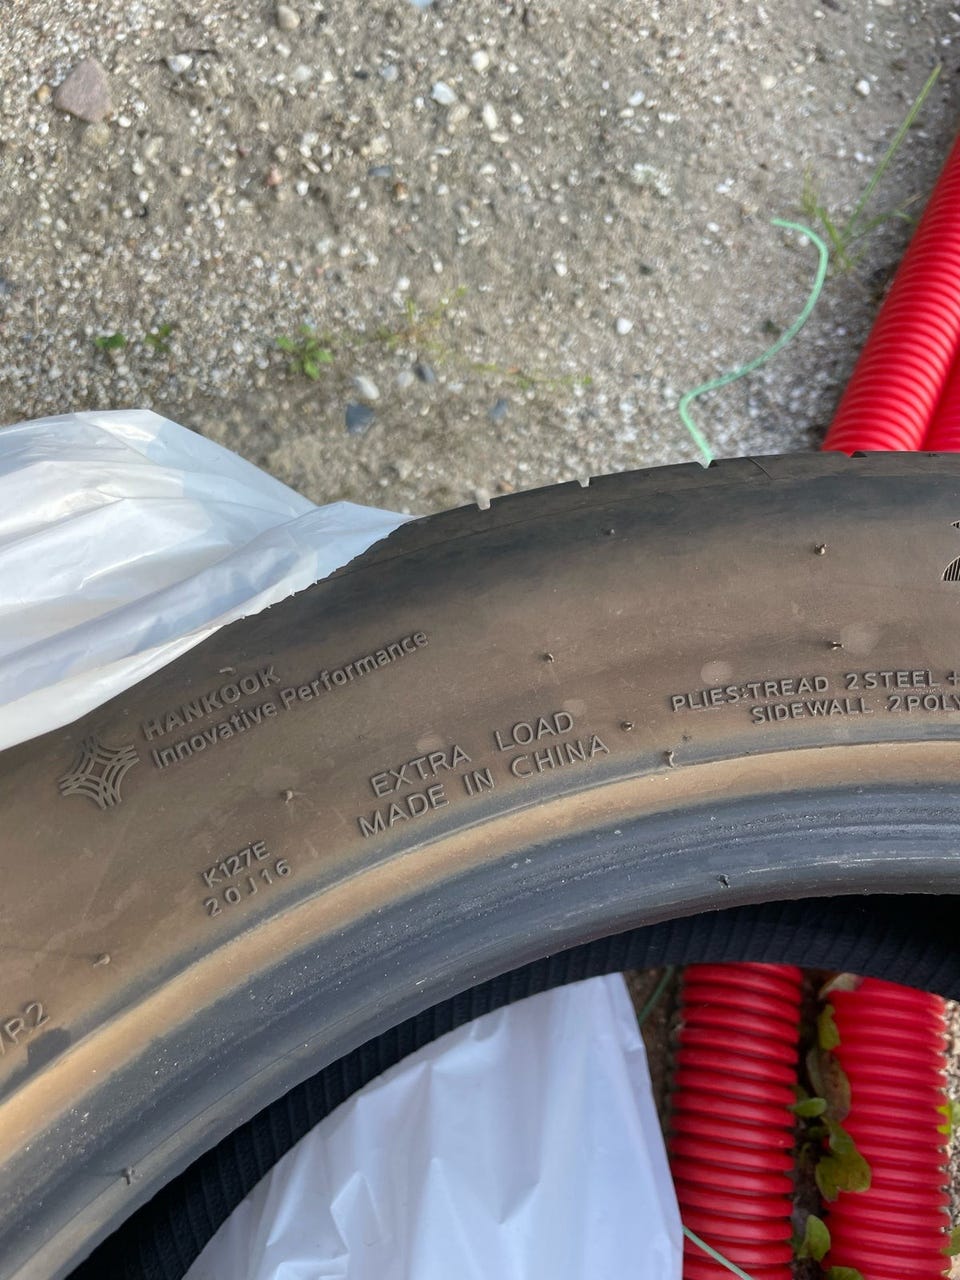 HANKOOK
Innovative Performance
EXTRA LOAD
MADE IN CHINA
PLIES:TREAD 2STEEL+
SIDEWALL 2POLY
K127E
20J16